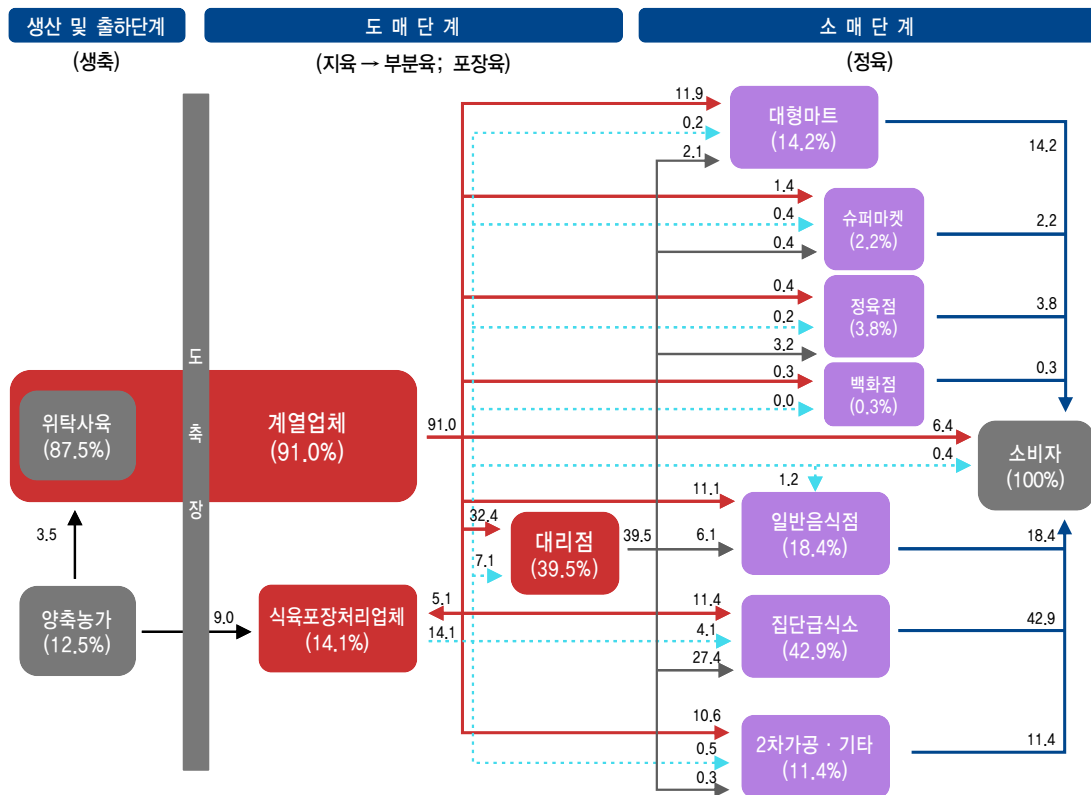 생산 및 출하단계
도 매 단 계
소 매 단 계
(생축)
(지육 → 부분육; 포장육)
(정육)
11.9
대형마트
(14.2%)
0.2
2.1
14.2
1.4
슈퍼마켓
(2.2%)
0.4
0.4
2.2
0.4
정육점
(3.8%)
0.2
3.2
3.8
0.3
백화점
(0.3%)
0.0
0.3
도
축
장
위탁사육
(87.5%)
계열업체
(91.0%)
91.0
6.4
0.4
소비자
(100%)
1.2
11.1
일반음식점
(18.4%)
6.1
18.4
32.4
대리점
(39.5%)
39.5
7.1
3.5
양축농가
(12.5%)
9.0
식육포장처리업체
(14.1%)
5.1
14.1
11.4
집단급식소
(42.9%)
4.1
27.4
42.9
10.6
2차가공 · 기타
(11.4%)
0.5
0.3
11.4